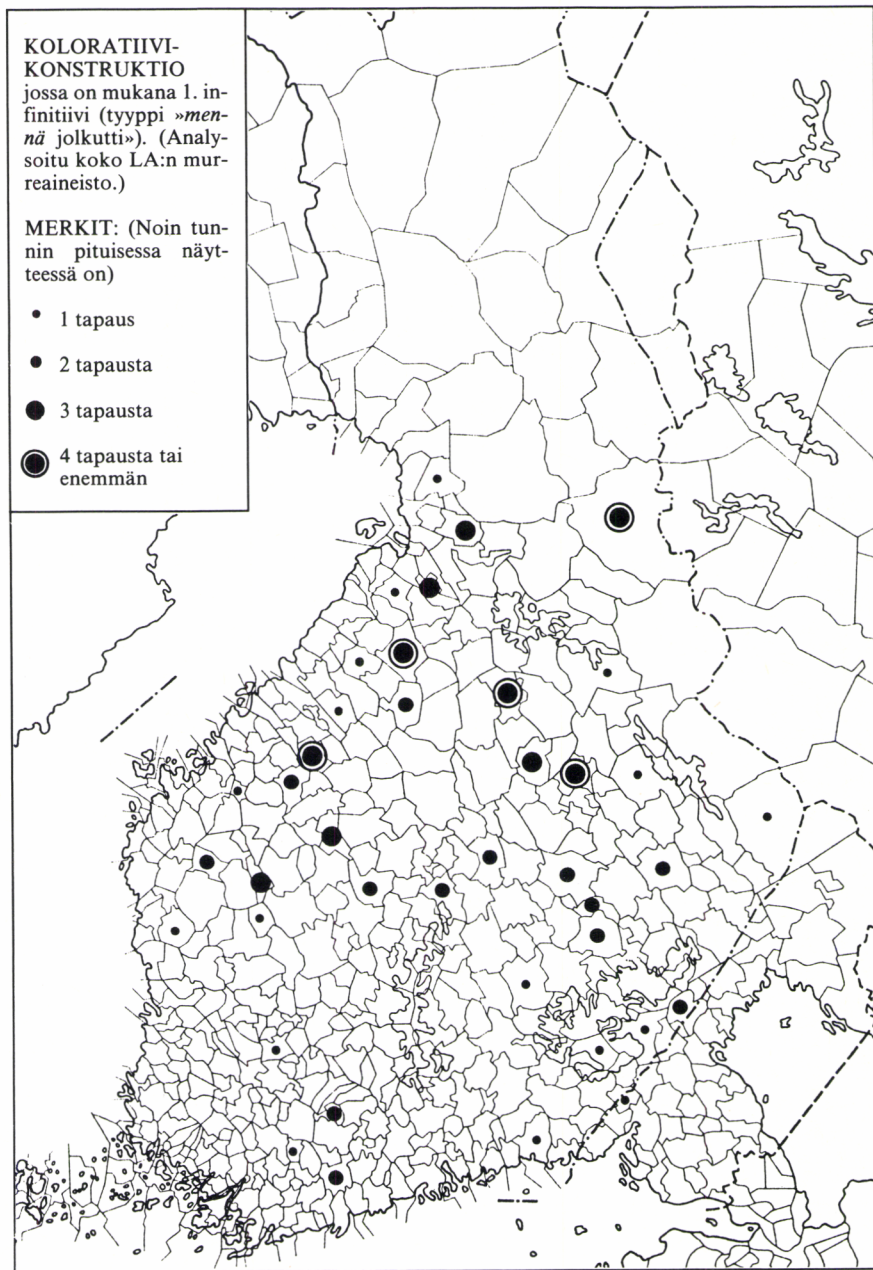 KOLORATIIVI-
KONSTRUKTIO
jossa on mukana 1. in-
finitiivi (tyyppi »men-
nä jolkutti»). (Analy-
soitu koko LA:n mur-
reaineisto.)
MERKIT: (Noin tun-
nin pituisessa näyt-
teessä on)
1 tapaus
2 tapausta
3 tapausta
4 tapausta tai
enemmän